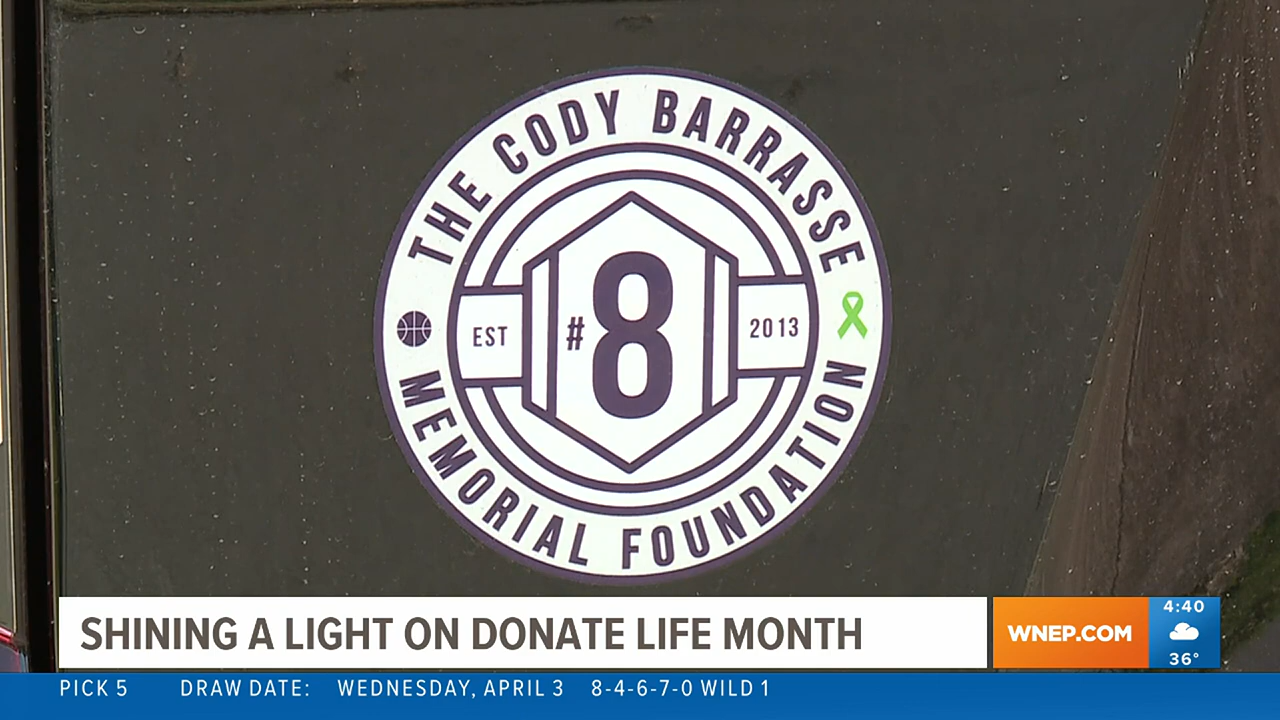 THE CODY BARRASSE
EST
#8
2013
MEMORIAL FOUNDATION
SHINING A LIGHT ON DONATE LIFE MONTH
WNEP.COM
4:40
36°
PICK 5 DRAW DATE: WEDNESDAY, APRIL 3 8-4-6-7-0 WILD 1